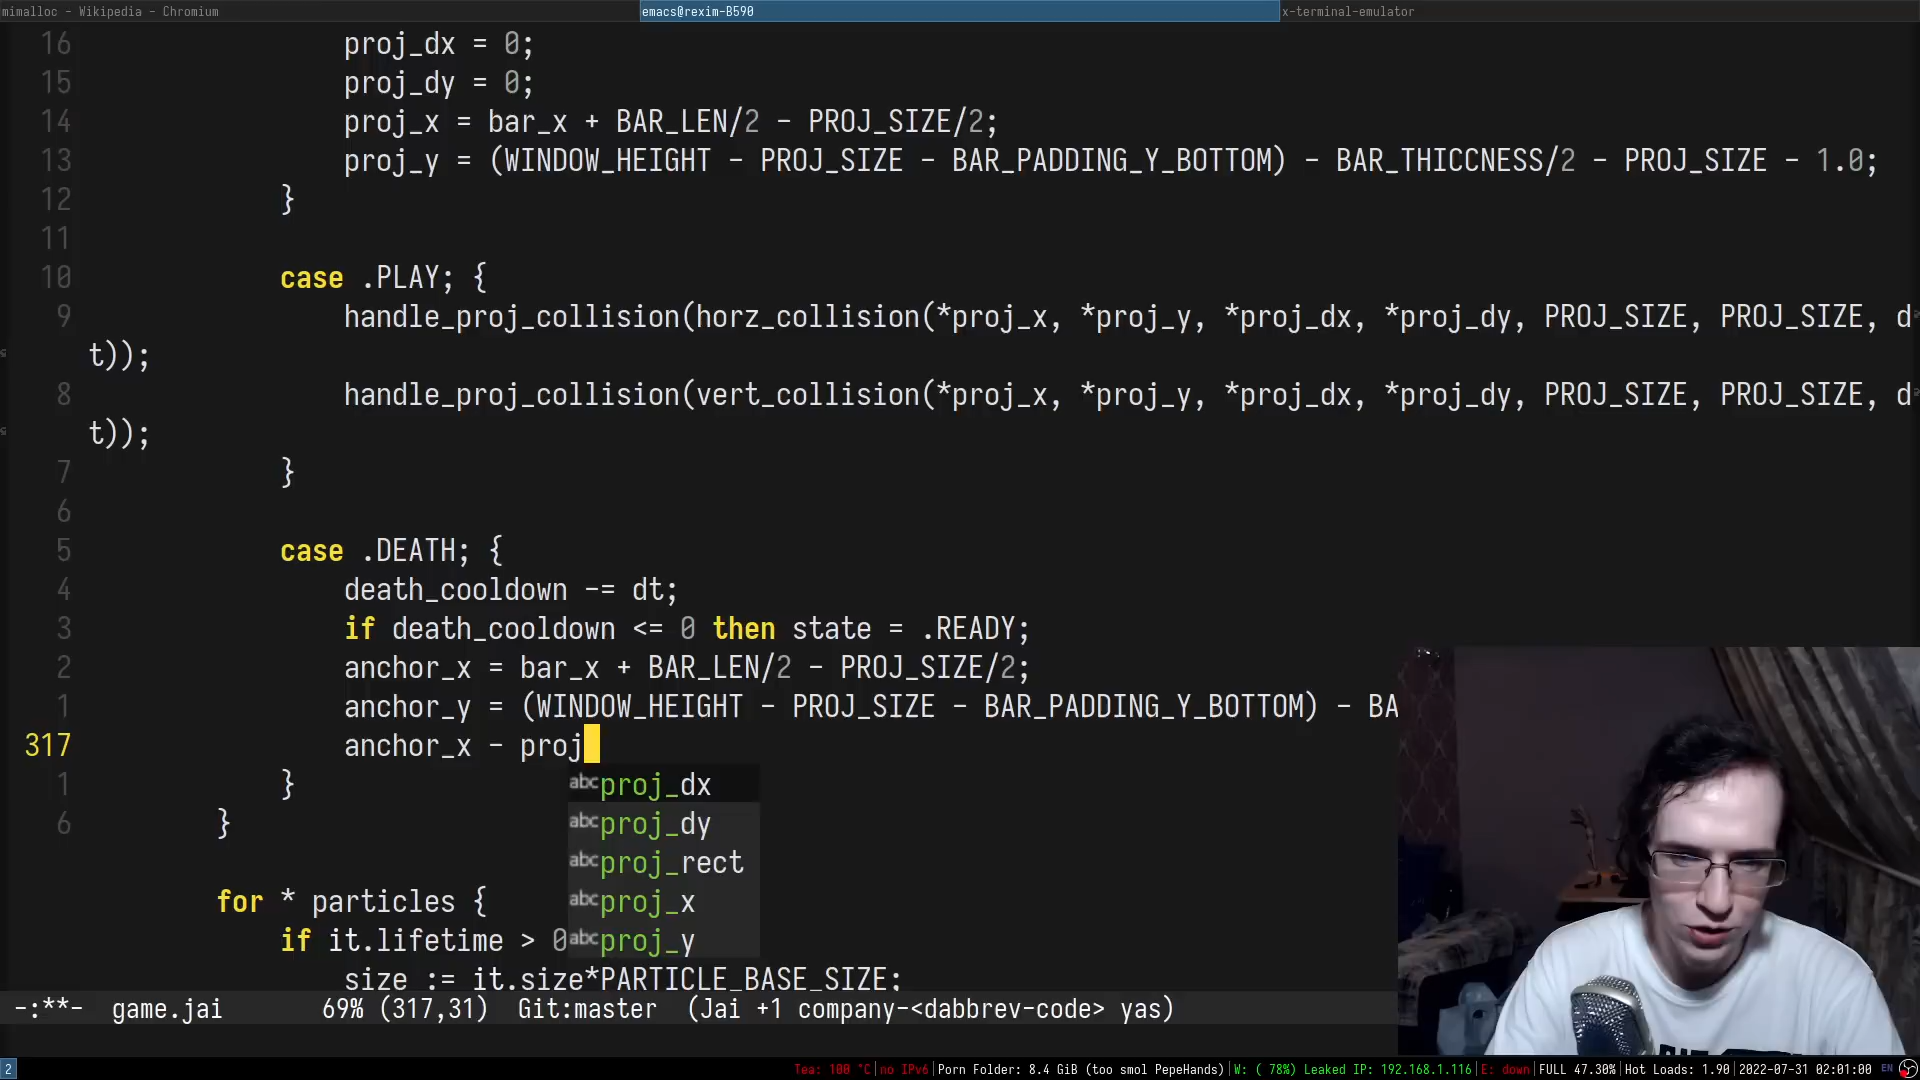 mimalloc - Wikipedia - Chromium
emacs@rexim-B590
x-terminal-emulator
16 proj_dx = 0;
15 proj_dy = 0;
14 proj_x = bar_x + BAR_LEN/2 - PROJ_SIZE/2;
13 proj_y = (WINDOW_HEIGHT - PROJ_SIZE - BAR_PADDING_Y_BOTTOM) - BAR_THICCNESS/2 - PROJ_SIZE - 1.0;
12 }
11
10 case .PLAY; {
9 handle_proj_collision(horz_collision(*proj_x, *proj_y, *proj_dx, *proj_dy, PROJ_SIZE, PROJ_SIZE, d
t));
8 handle_proj_collision(vert_collision(*proj_x, *proj_y, *proj_dx, *proj_dy, PROJ_SIZE, PROJ_SIZE, d
t));
7 }
6
5 case .DEATH; {
4 death_cooldown -= dt;
3 if death_cooldown <= 0 then state = .READY;
2 anchor_x = bar_x + BAR_LEN/2 - PROJ_SIZE/2;
1 anchor_y = (WINDOW_HEIGHT - PROJ_SIZE - BAR_PADDING_Y_BOTTOM) - BA
317 anchor_x - proj
1 }
abc proj_dx
6 }
abc proj_dy
abc proj_rect
for * particles {
abc proj_x
if it.lifetime > 0
abc proj_y
size := it.size*PARTICLE_BASE_SIZE;
-:**- game.jai 69% (317,31) Git:master (Jai +1 company-<dabbrev-code> yas)
2
Tea: 100 °C|no IPv6|Porn Folder: 8.4 GiB (too smol PepeHands)|W: ( 78%) Leaked IP: 192.168.1.116|E: down|FULL 47.30%|Hot Loads: 1.90|2022-07-31 02:01:00 EN